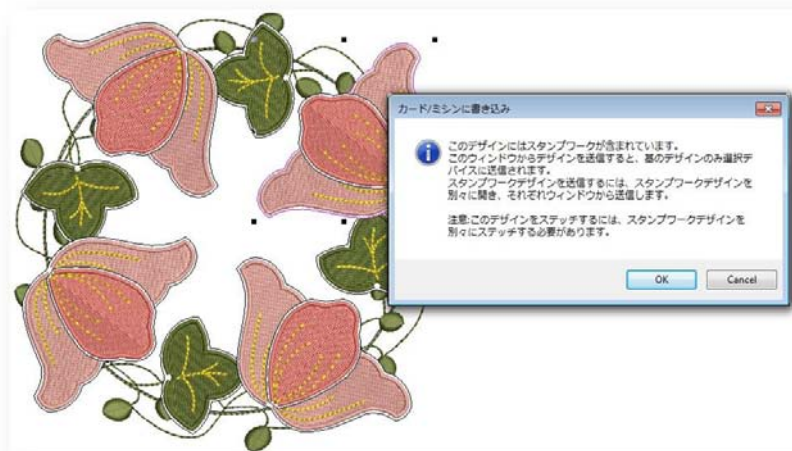 カード/ミシンに書き込み
このデザインにはスタンプワークが含まれています。
このウィンドウからデザインを送信すると、基のデザインのみ選択デ
バイスに送信されます。
スタンプワークデザインを送信するには、スタンプワークデザインを
別々に開き、それぞれウィンドウから送信します。
注意:このデザインをステッチするには、スタンプワークデザインを
別々にステッチする必要があります。
OK
Cancel